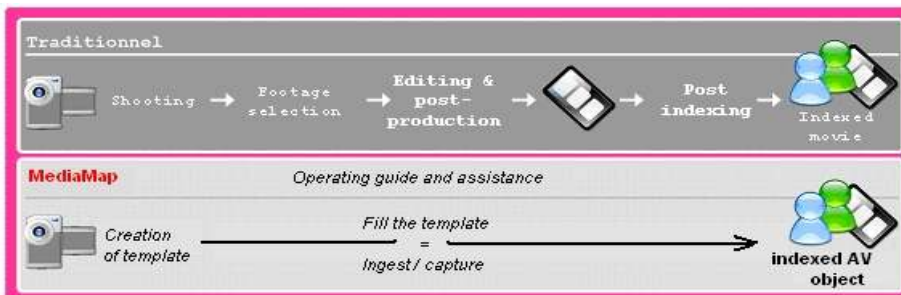 Traditionnel
Shooting
Footage
selection
Editing &
post-
production
Post
indexing
Indexed
movie
MediaMap
Operating guide and assistance
Creation
of template
Fill the template
=
Ingest / capture
indexed AV
object